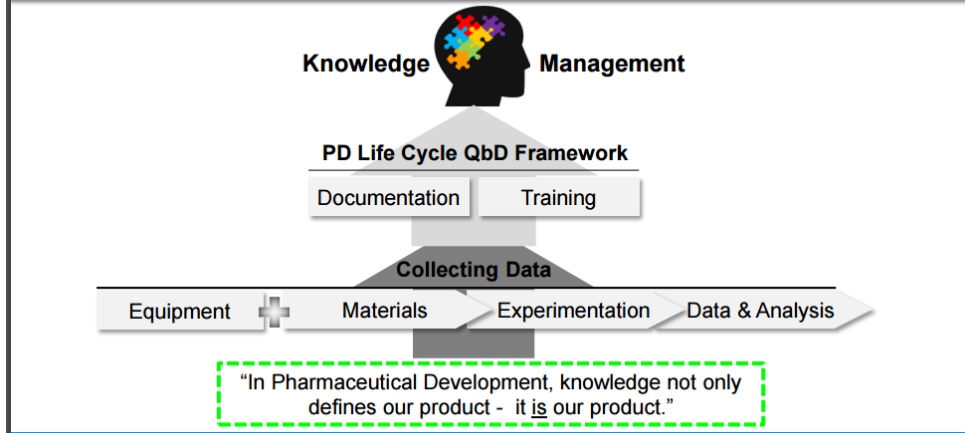 Knowledge Management
PD Life Cycle QbD Framework
Documentation Training
Collecting Data
Equipment Materials Experimentation Data & Analysis
“In Pharmaceutical Development, knowledge not only
defines our product - it is our product.”